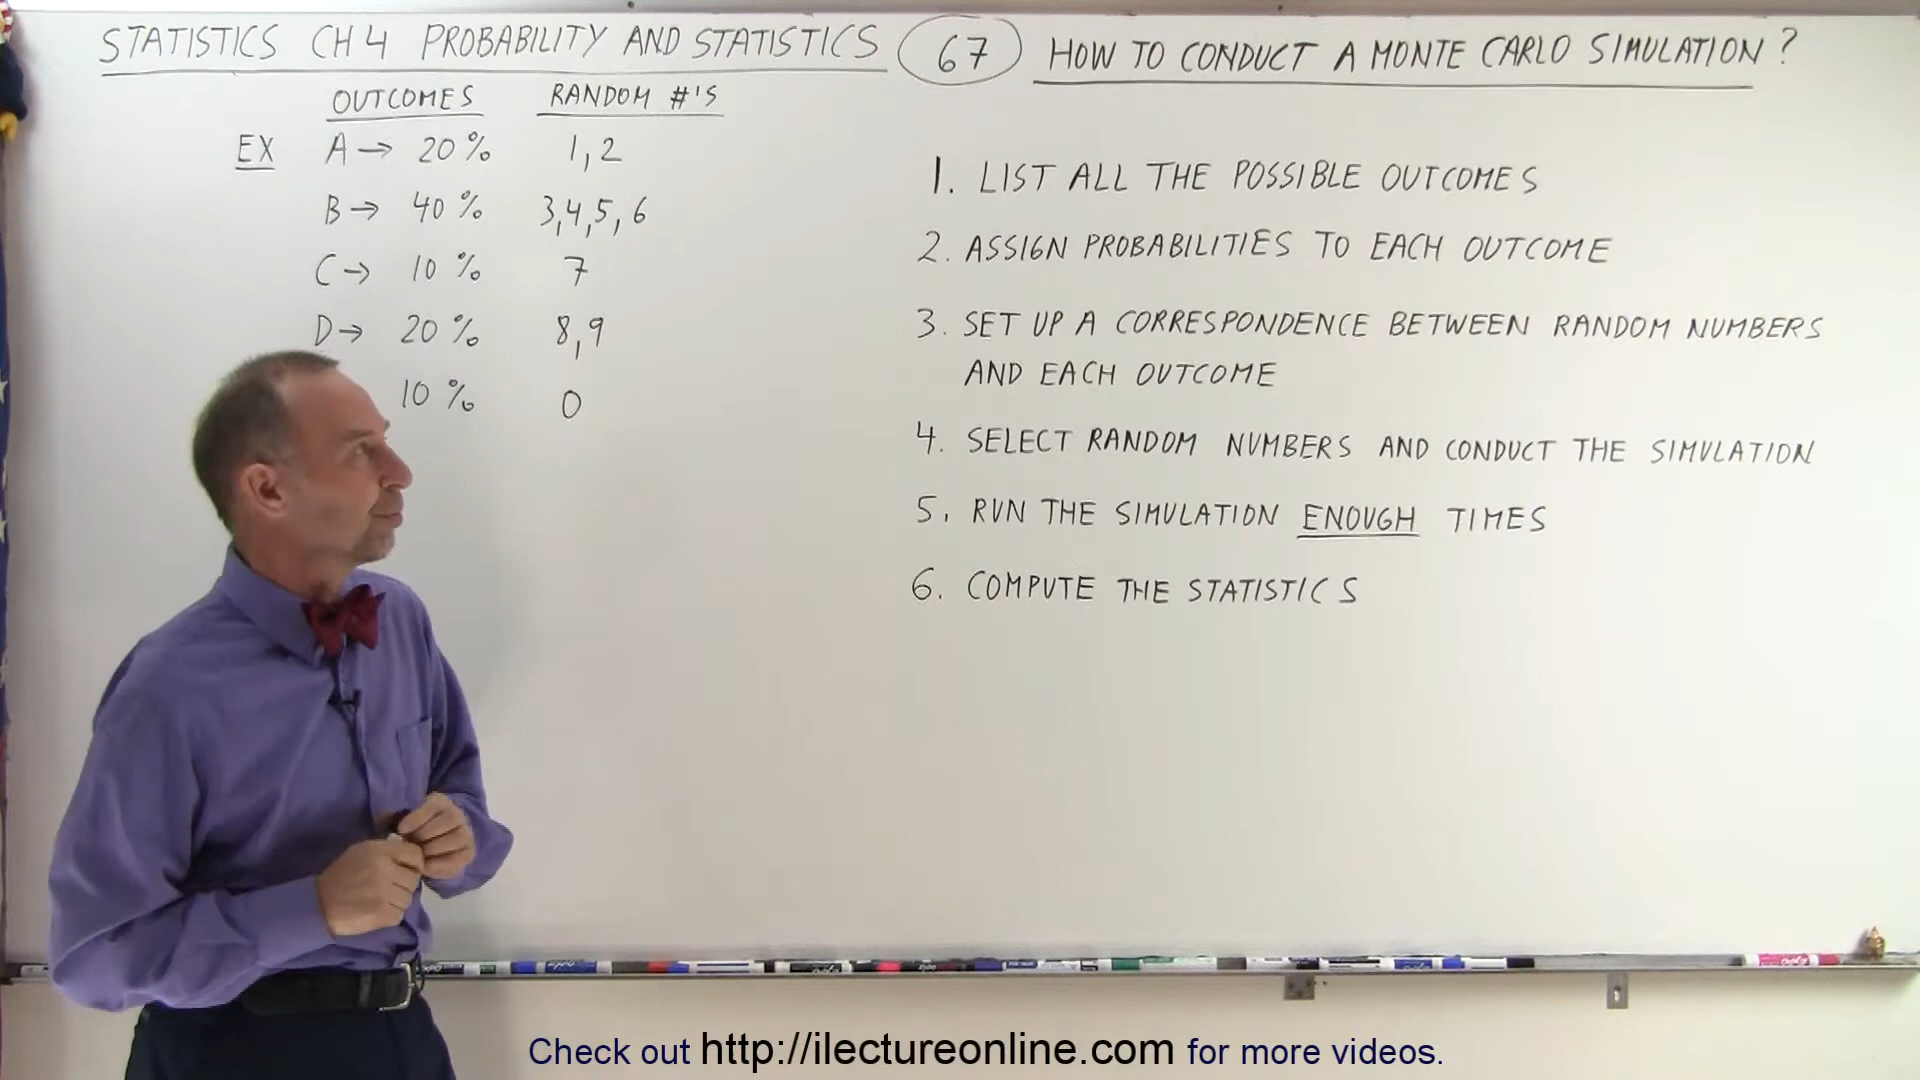 STATISTICS CH 4 PROBABILITY AND STATISTICS 67 HOW TO CONDUCT A MONTE CARLO SIMULATION?
OUTCOMES RANDOM #'S
EX A → 20% 1,2
B → 40% 3,4,5,6
C → 10% 7
D → 20% 8,9
10% 0
1. LIST ALL THE POSSIBLE OUTCOMES
2. ASSIGN PROBABILITIES TO EACH OUTCOME
3. SET UP A CORRESPONDENCE BETWEEN RANDOM NUMBERS
AND EACH OUTCOME
4. SELECT RANDOM NUMBERS AND CONDUCT THE SIMULATION
5. RUN THE SIMULATION ENOUGH TIMES
6. COMPUTE THE STATISTICS
Check out http://ilectureonline.com for more videos.